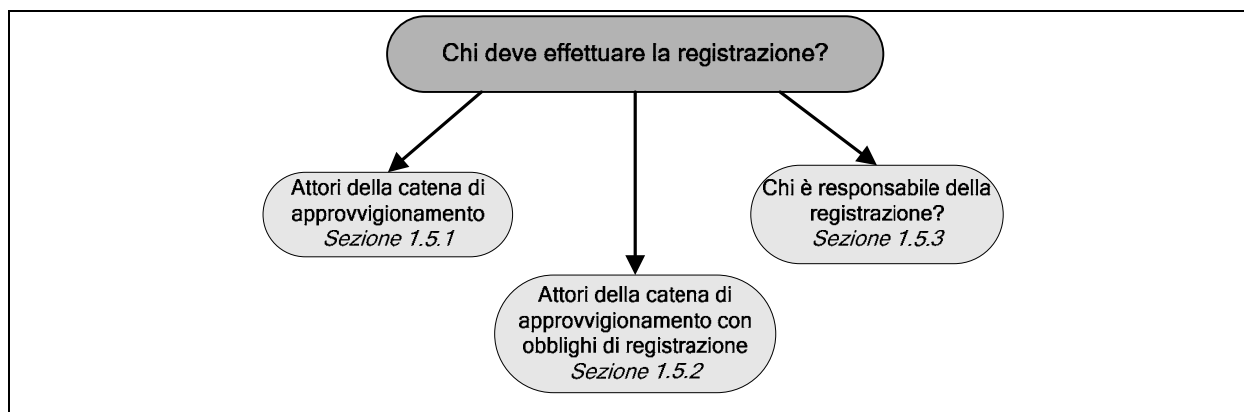 Chi deve effettuare la registrazione?
Attori della catena di
approvvigionamento
Sezione 1.5.1
Attori della catena di
approvvigionamento con
obblighi di registrazione
Sezione 1.5.2
Chi è responsabile della
registrazione?
Sezione 1.5.3